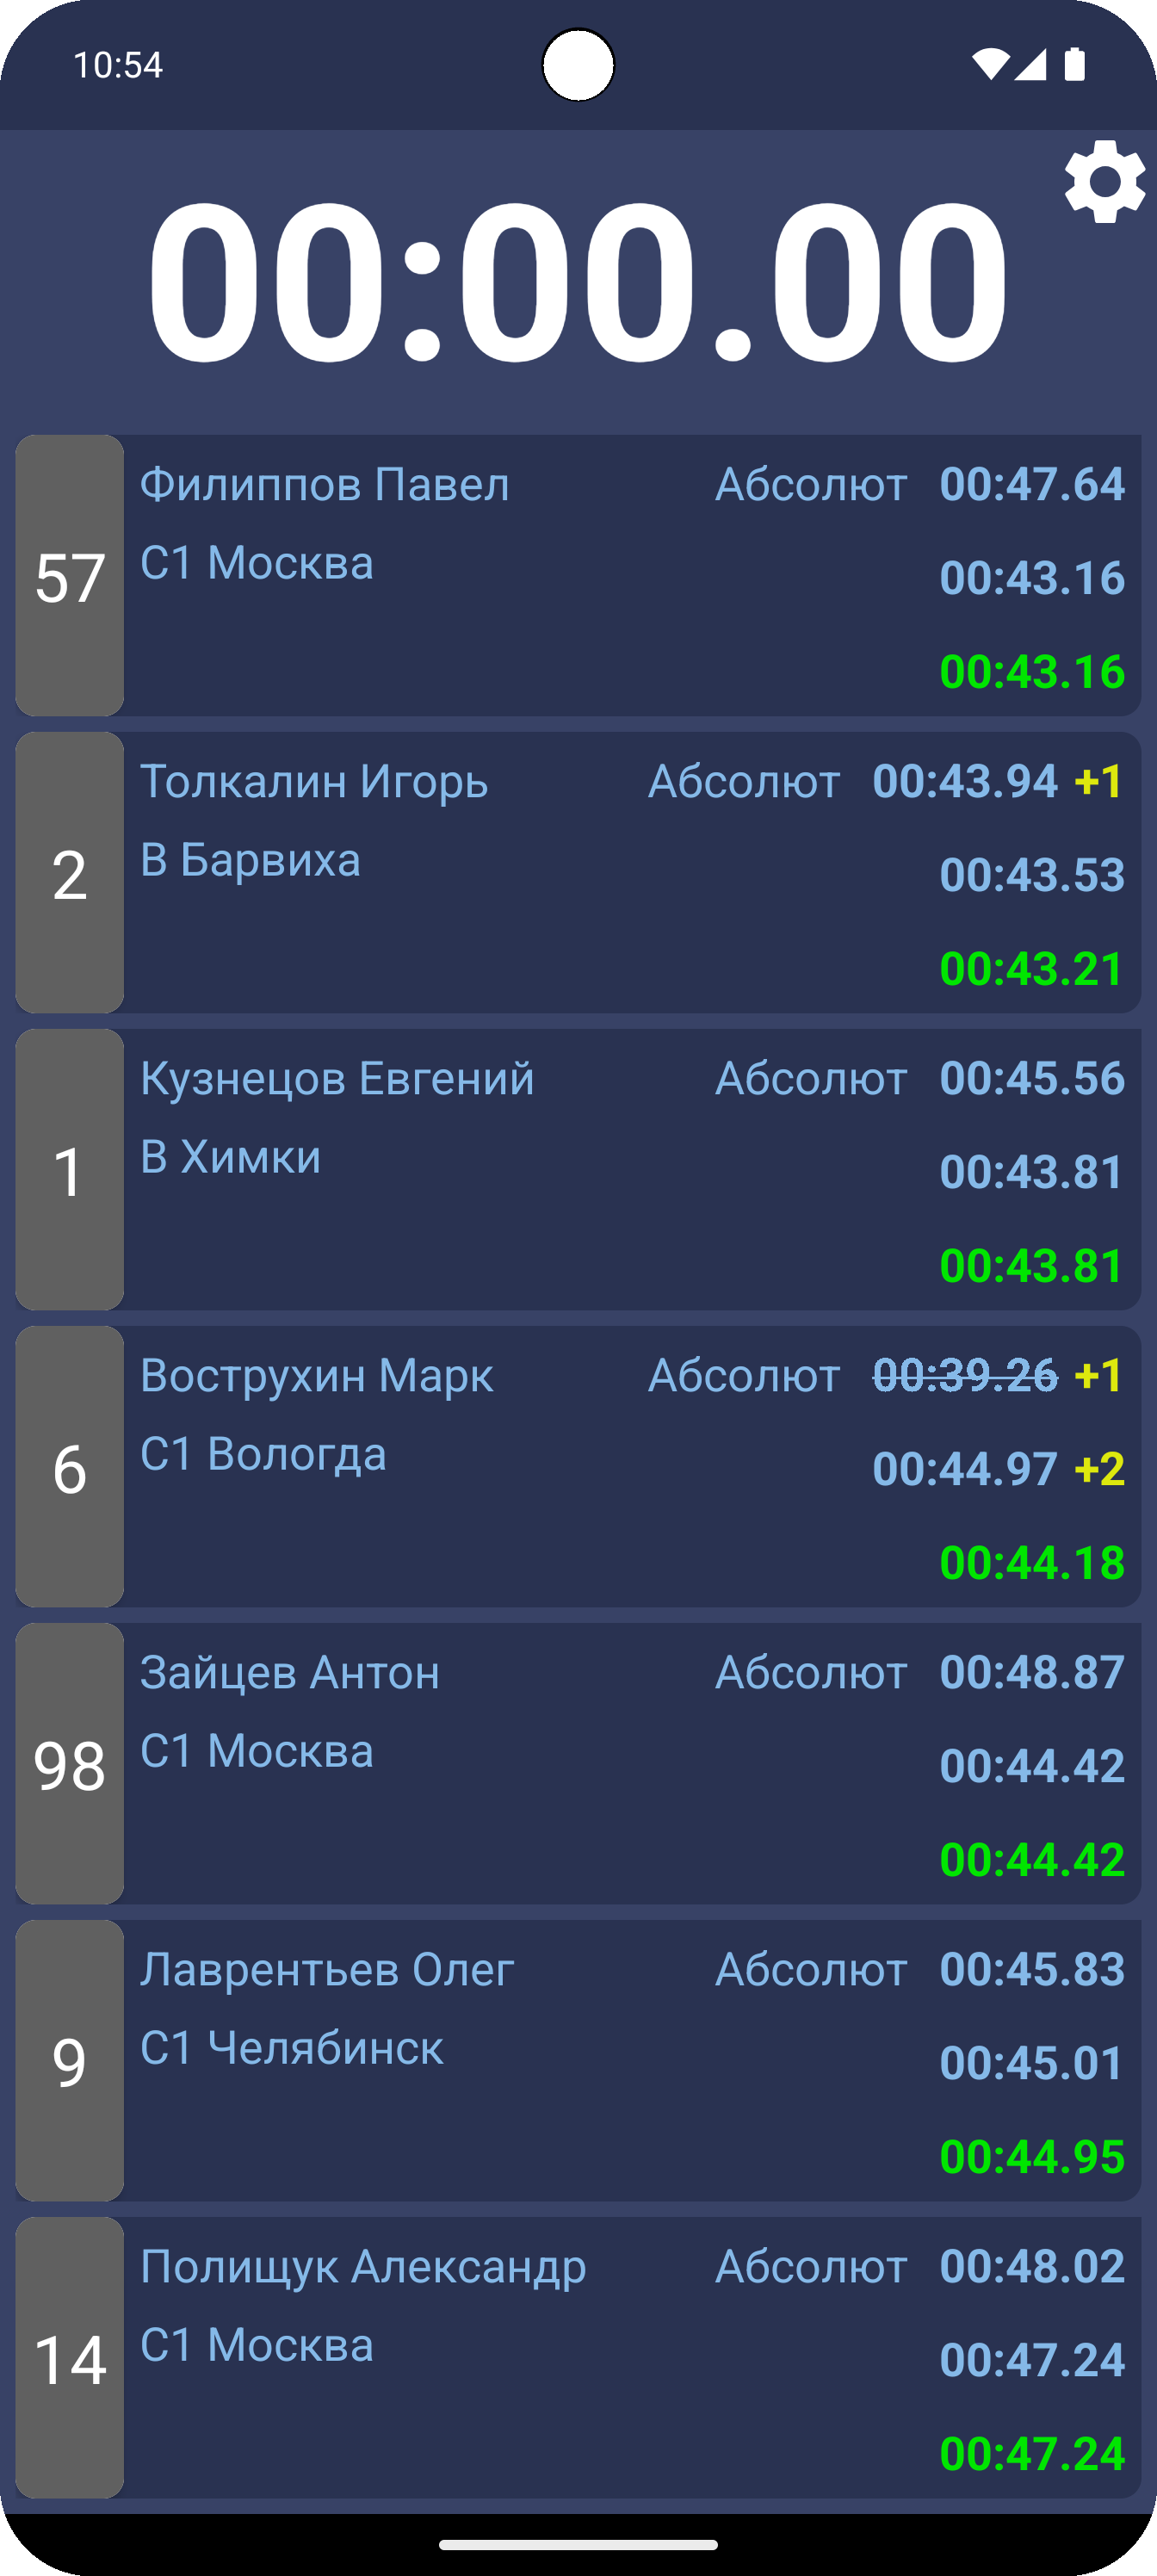 10:54
00:00.00
57
Филиппов Павел Абсолют 00:47.64
С1 Москва
00:43.16
00:43.16
2
Толкалин Игорь Абсолют 00:43.94 +1
В Барвиха
00:43.53
00:43.21
1
Кузнецов Евгений Абсолют 00:45.56
В Химки
00:43.81
00:43.81
6
Вострухин Марк Абсолют 00:39.26 +1
С1 Вологда
00:44.97 +2
00:44.18
98
Зайцев Антон Абсолют 00:48.87
С1 Москва
00:44.42
00:44.42
9
Лаврентьев Олег Абсолют 00:45.83
С1 Челябинск
00:45.01
00:44.95
14
Полищук Александр Абсолют 00:48.02
С1 Москва
00:47.24
00:47.24